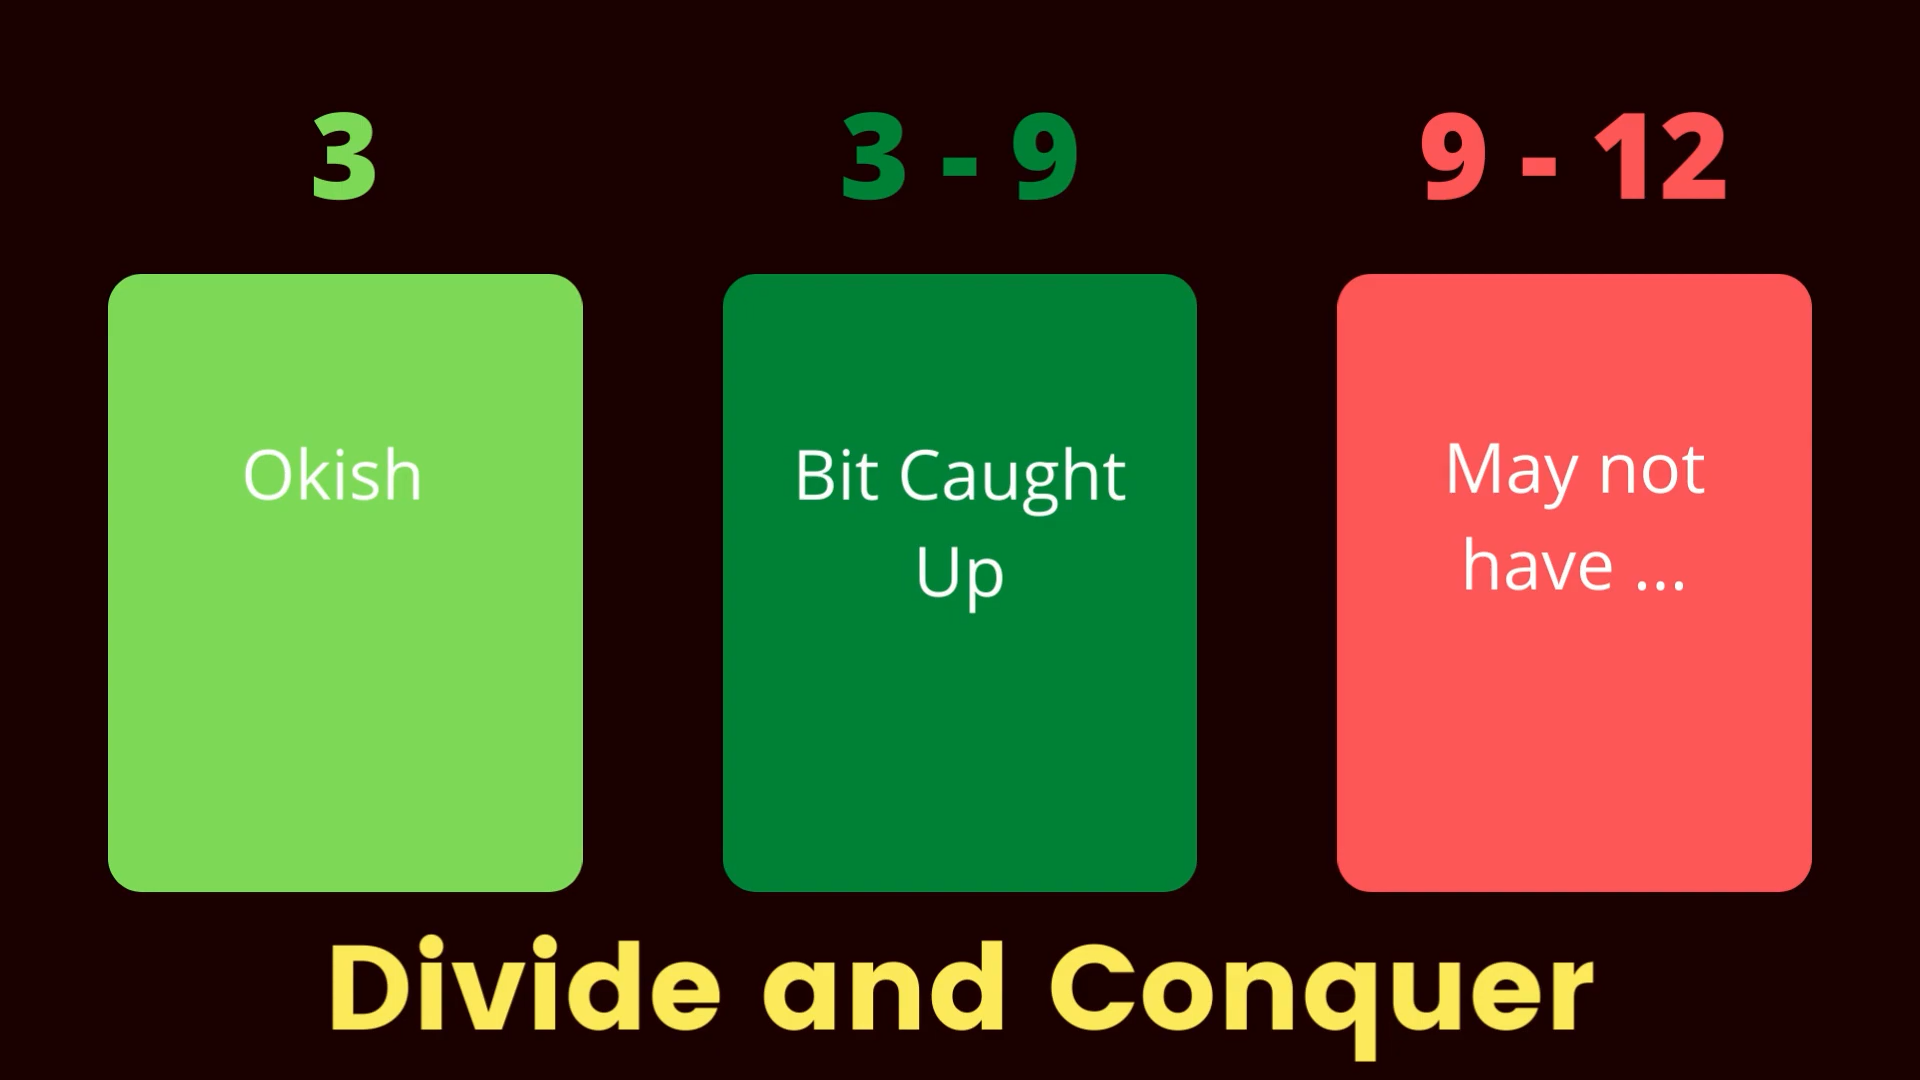 3
3 - 9
9 - 12
Okish
Bit Caught
Up
May not
have ...
Divide and Conquer